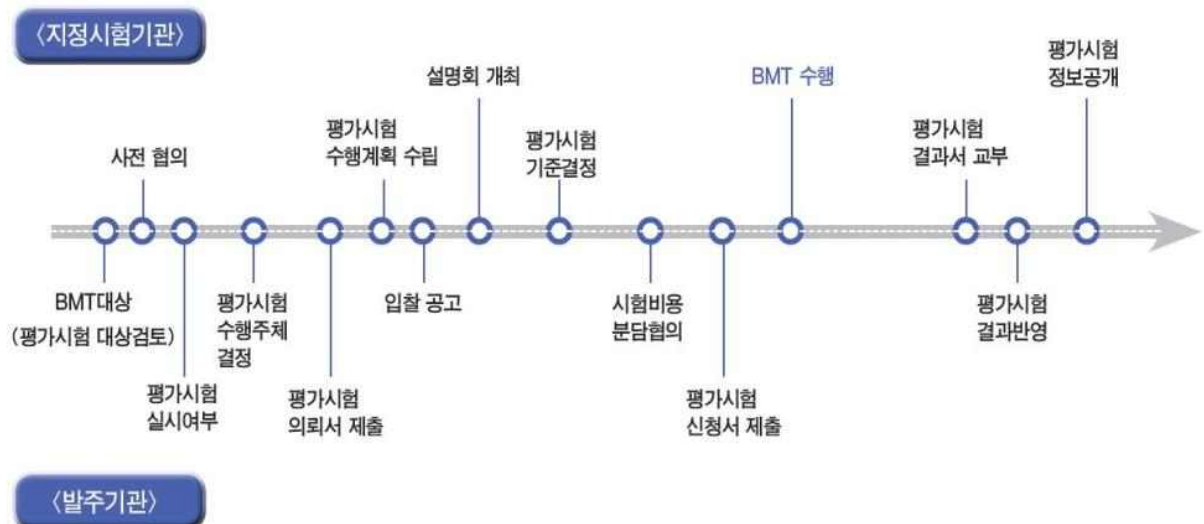 〈지정시험기관〉
사전 협의
평가시험
수행계획 수립
설명회 개최
평가시험
기준결정
BMT 수행
평가시험
결과서 교부
평가시험
정보공개
BMT대상
(평가시험 대상검토)
평가시험
실시여부
평가시험
수행주체
결정
평가시험
의뢰서 제출
입찰 공고
시험비용
분담협의
평가시험
신청서 제출
평가시험
결과반영
〈발주기관〉